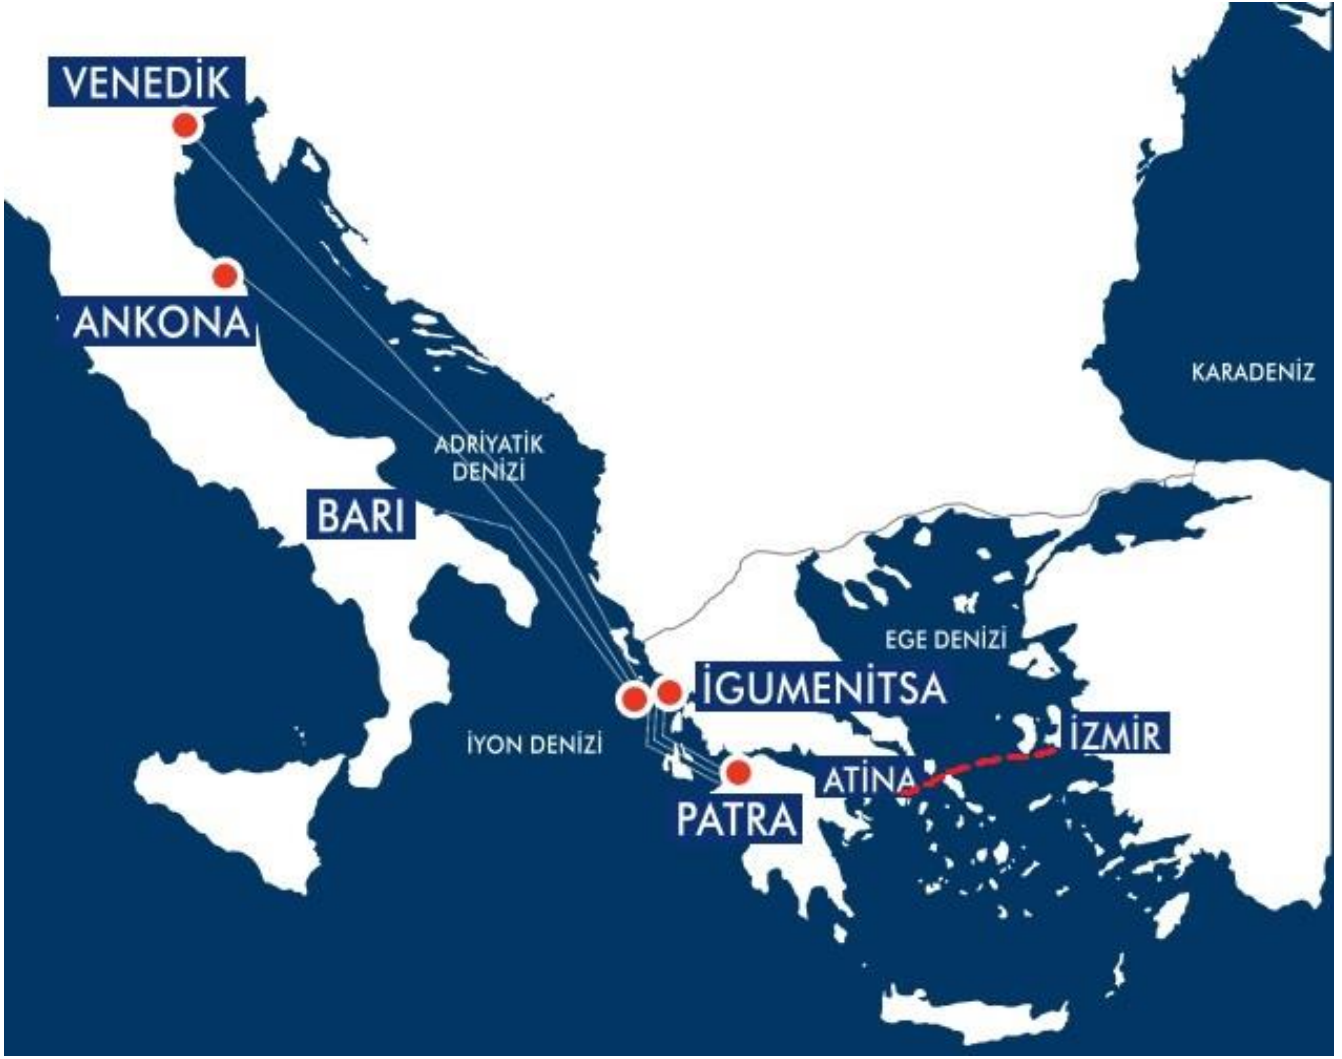 VENEDİK
ANKONA
KARADENİZ
ADRİYATİK
DENİZİ
BARI
EGE DENİZİ
İGUMENİTSA
İYON DENİZİ
İZMİR
ATİNA
PATRA